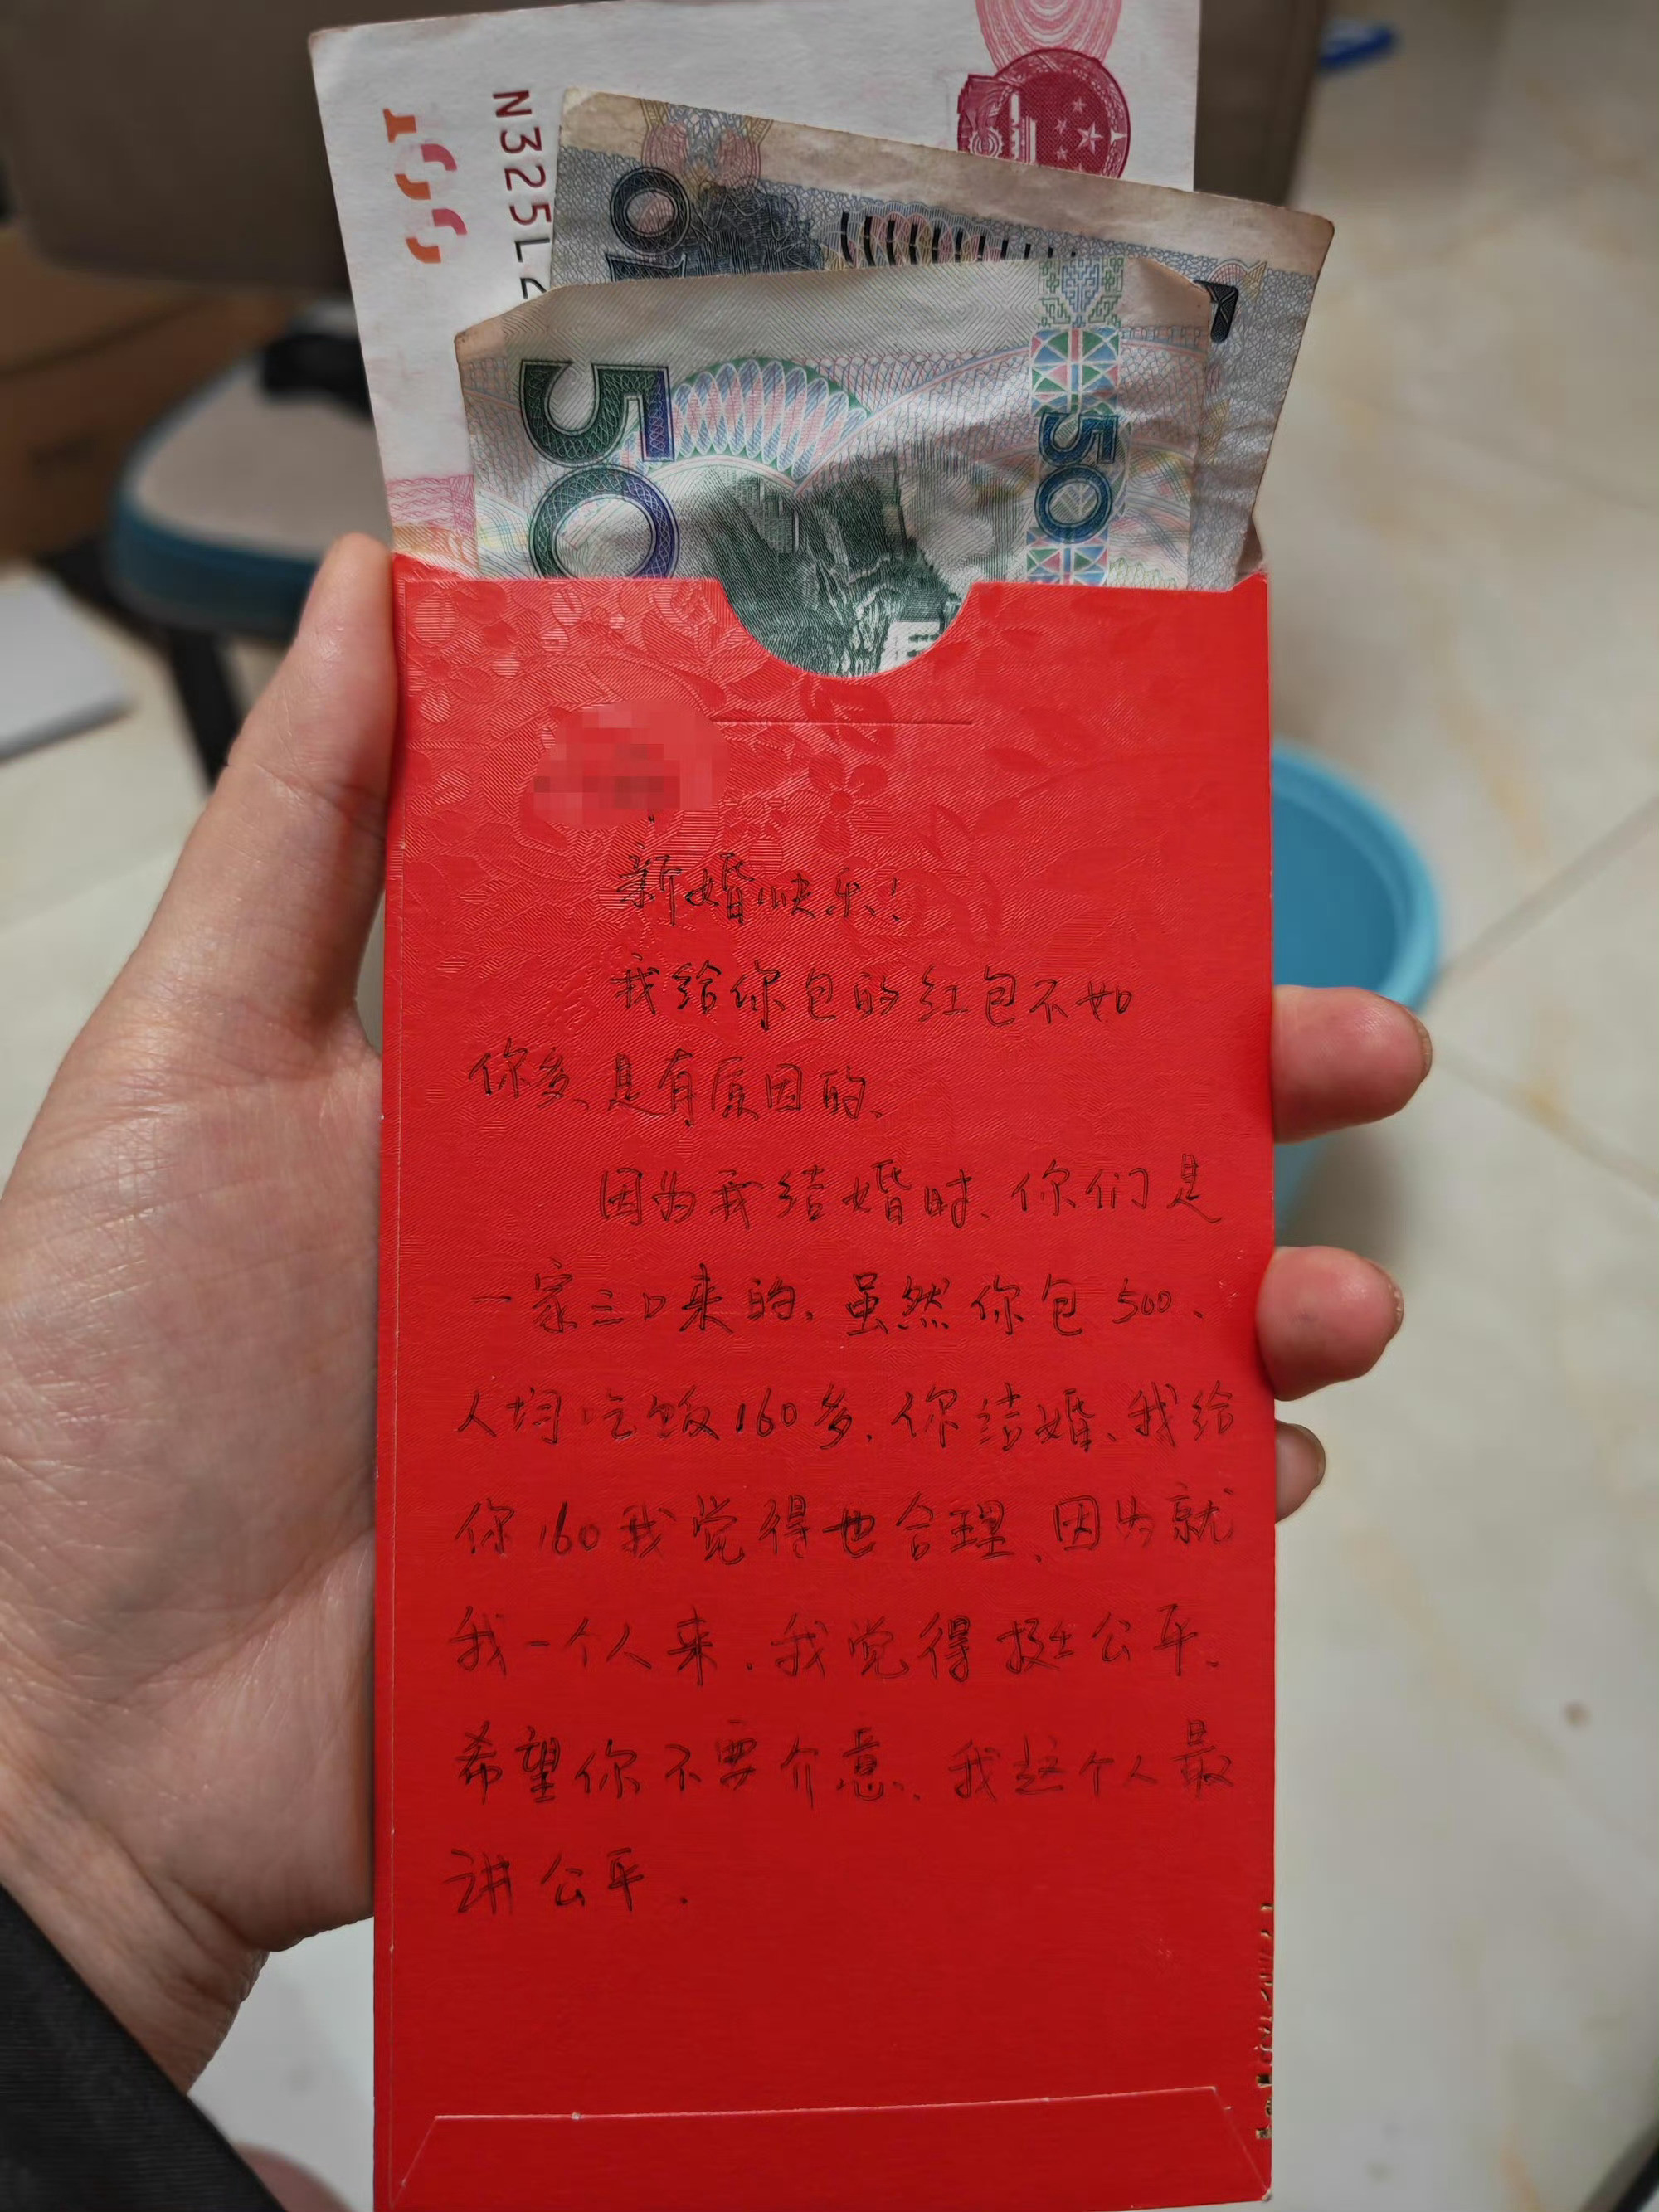 N325L2
10
50
50
新婚快乐!
我给你包的红包不如
你多、是有原因的、
因为我结婚时、你们是
一家三口来的、虽然你包500、
人均吃饭160多、你结婚、我给
你160我觉得也合理、因为就
我一个人来、我觉得挺公平、
希望你不要介意、我这个人最
讲公平.